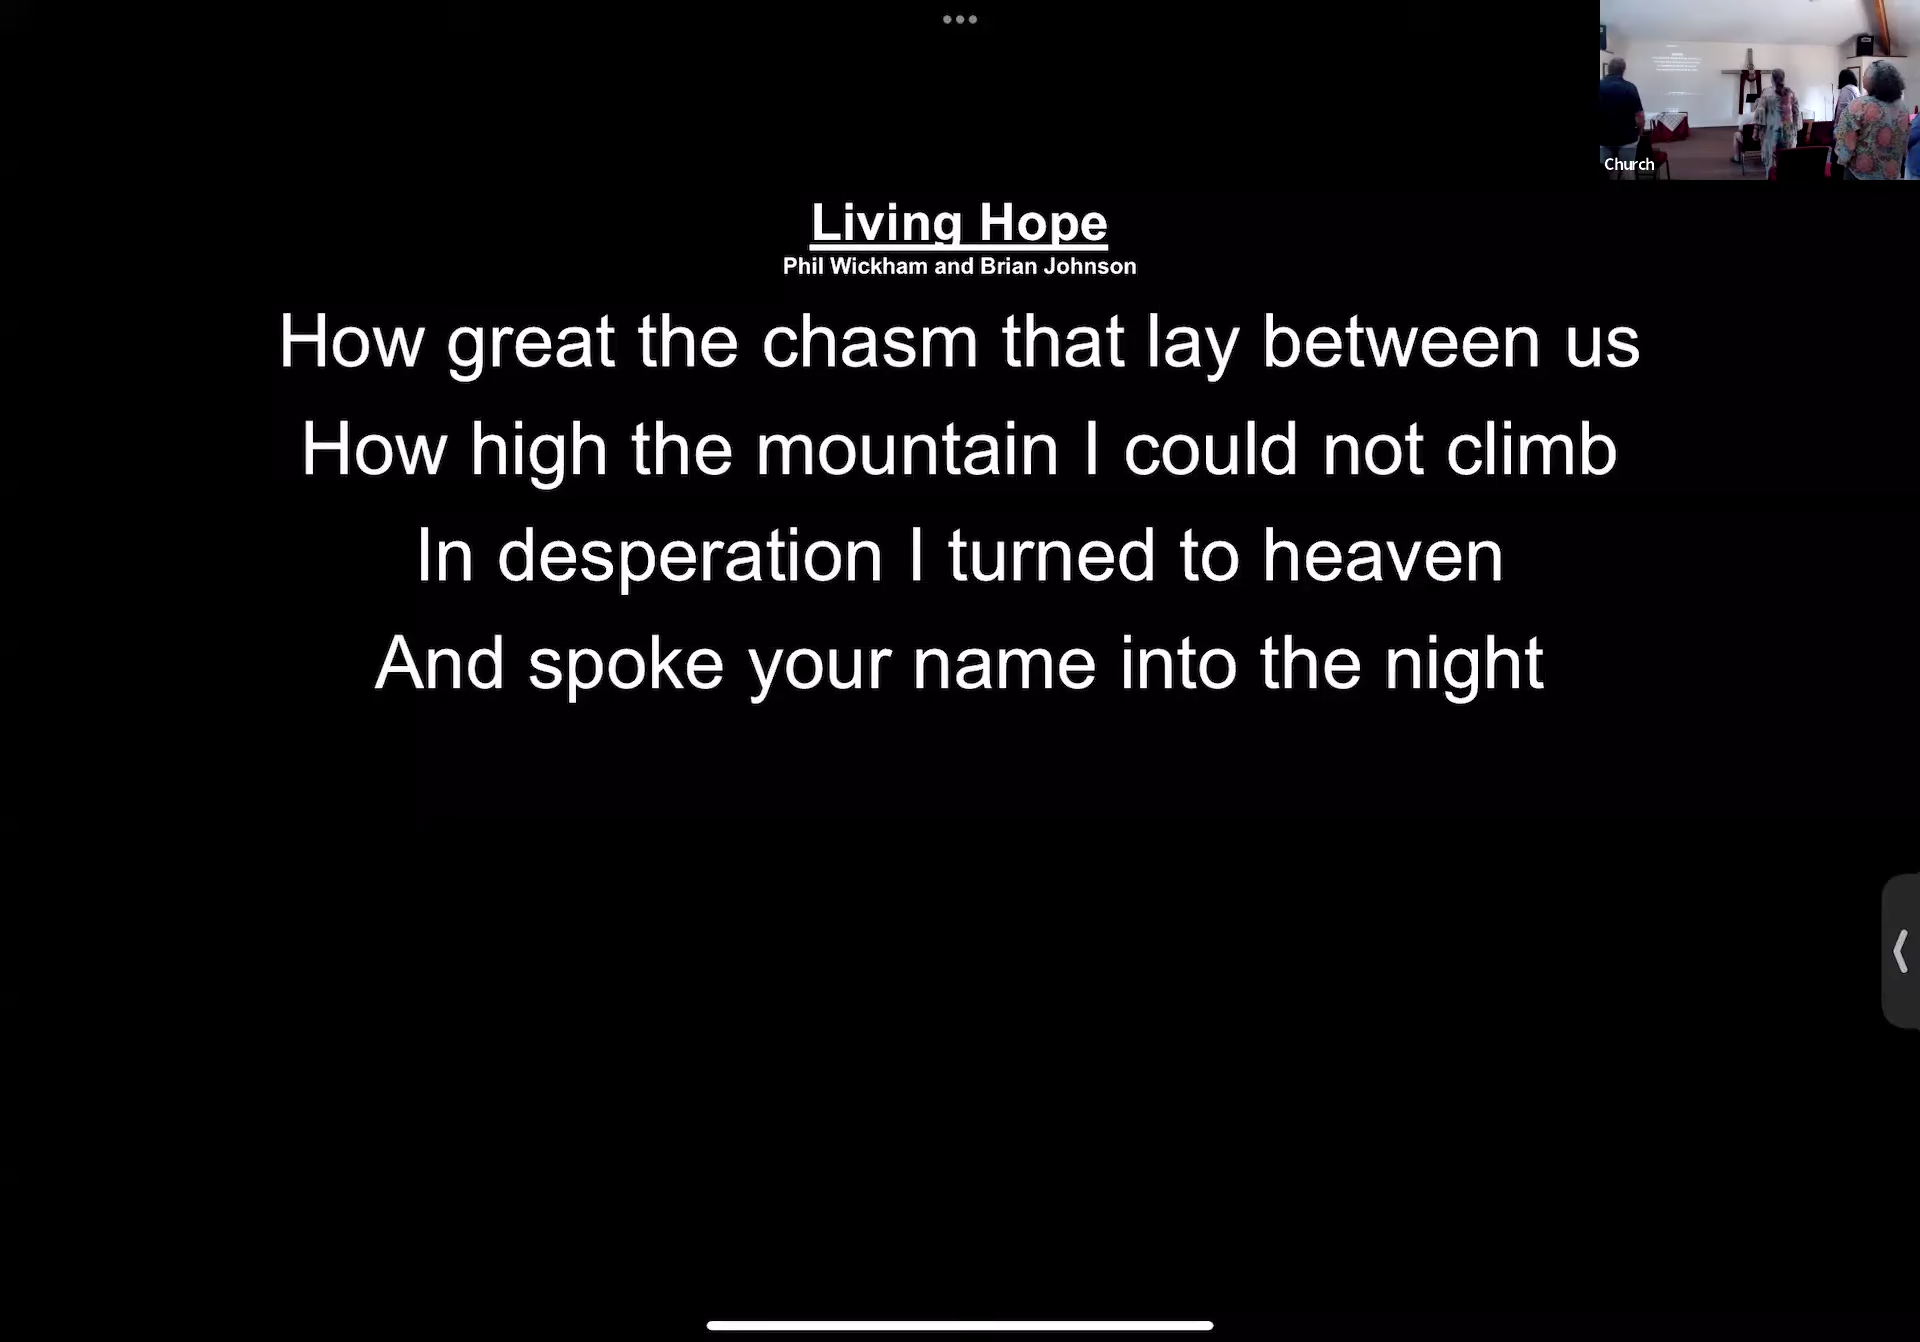 Church
Living Hope
Phil Wickham and Brian Johnson
How great the chasm that lay between us
How high the mountain I could not climb
In desperation I turned to heaven
And spoke your name into the night